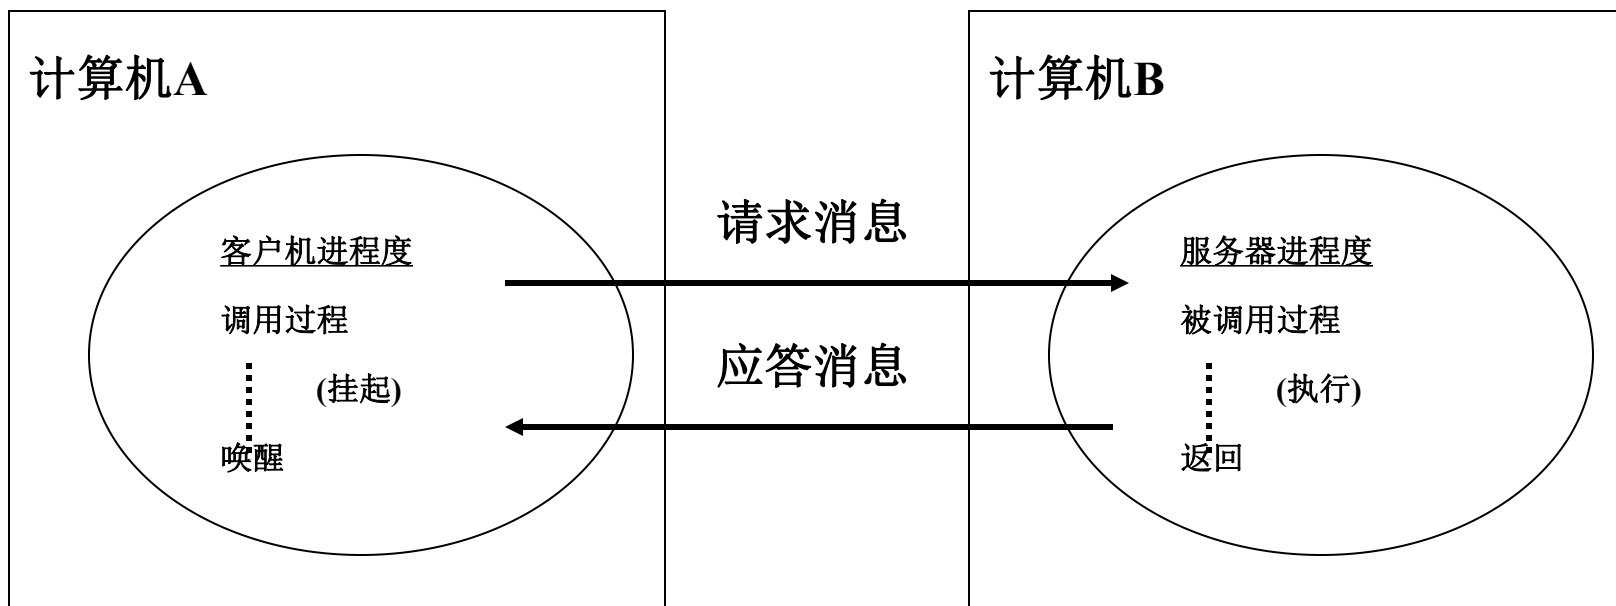 计算机A
客户机进程度
调用过程
(挂起)
唤醒
请求消息
应答消息
计算机B
服务器进程度
被调用过程
(执行)
返回